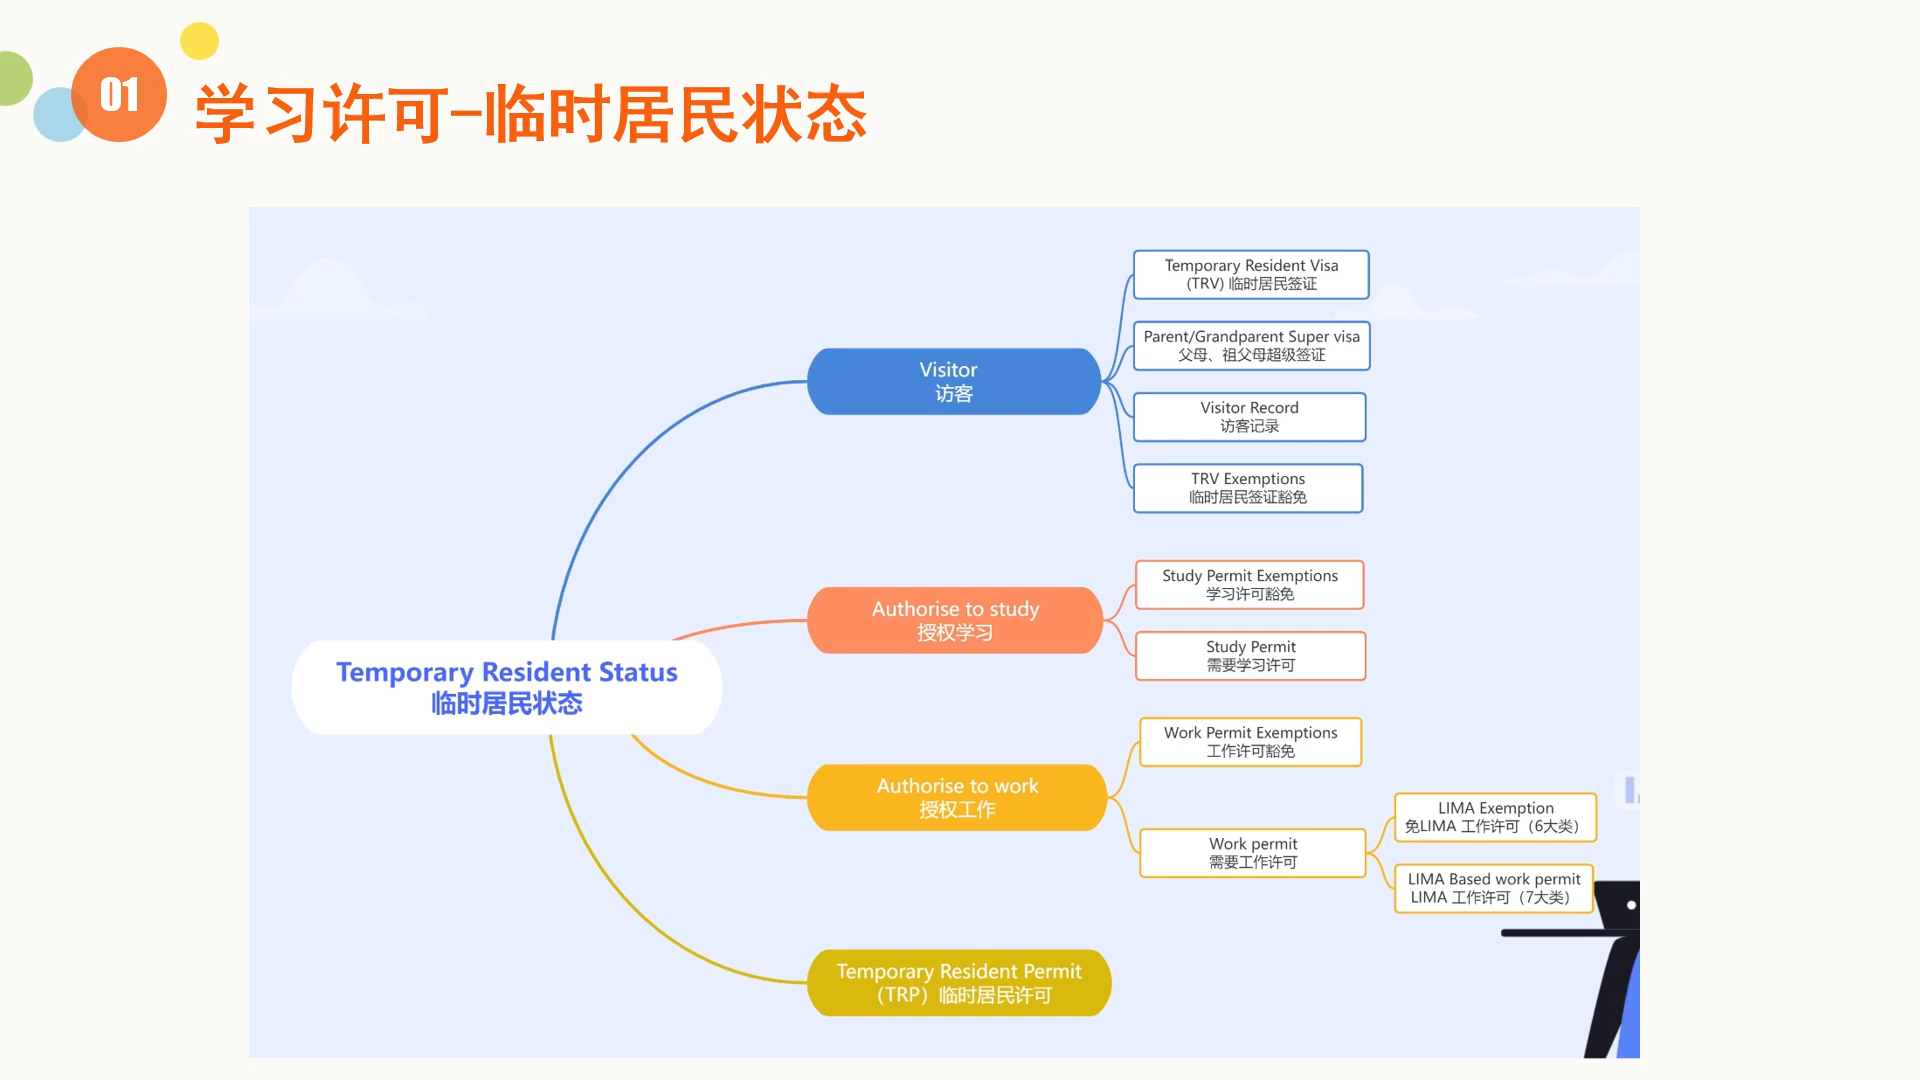 01
学习许可-临时居民状态
Temporary Resident Visa
(TRV) 临时居民签证
Parent/Grandparent Super visa
父母、祖父母超级签证
Visitor
访客
Visitor Record
访客记录
TRV Exemptions
临时居民签证豁免
Study Permit Exemptions
学习许可豁免
Authorise to study
授权学习
Study Permit
需要学习许可
Temporary Resident Status
临时居民状态
Work Permit Exemptions
工作许可豁免
Authorise to work
授权工作
Work permit
需要工作许可
LIMA Exemption
免LIMA 工作许可（6大类）
LIMA Based work permit
LIMA 工作许可（7大类）
Temporary Resident Permit
（TRP）临时居民许可